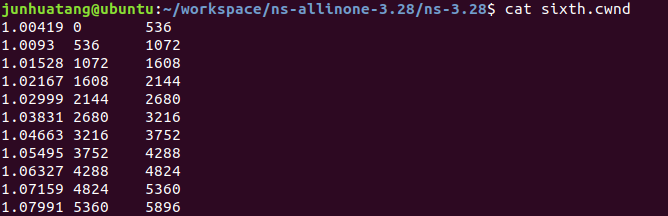 junhuatang@ubuntu:~/workspace/ns-allinone-3.28/ns-3.28$ cat sixth.cwnd
1.00419 0 536
1.0093 536 1072
1.01528 1072 1608
1.02167 1608 2144
1.02999 2144 2680
1.03831 2680 3216
1.04663 3216 3752
1.05495 3752 4288
1.06327 4288 4824
1.07159 4824 5360
1.07991 5360 5896